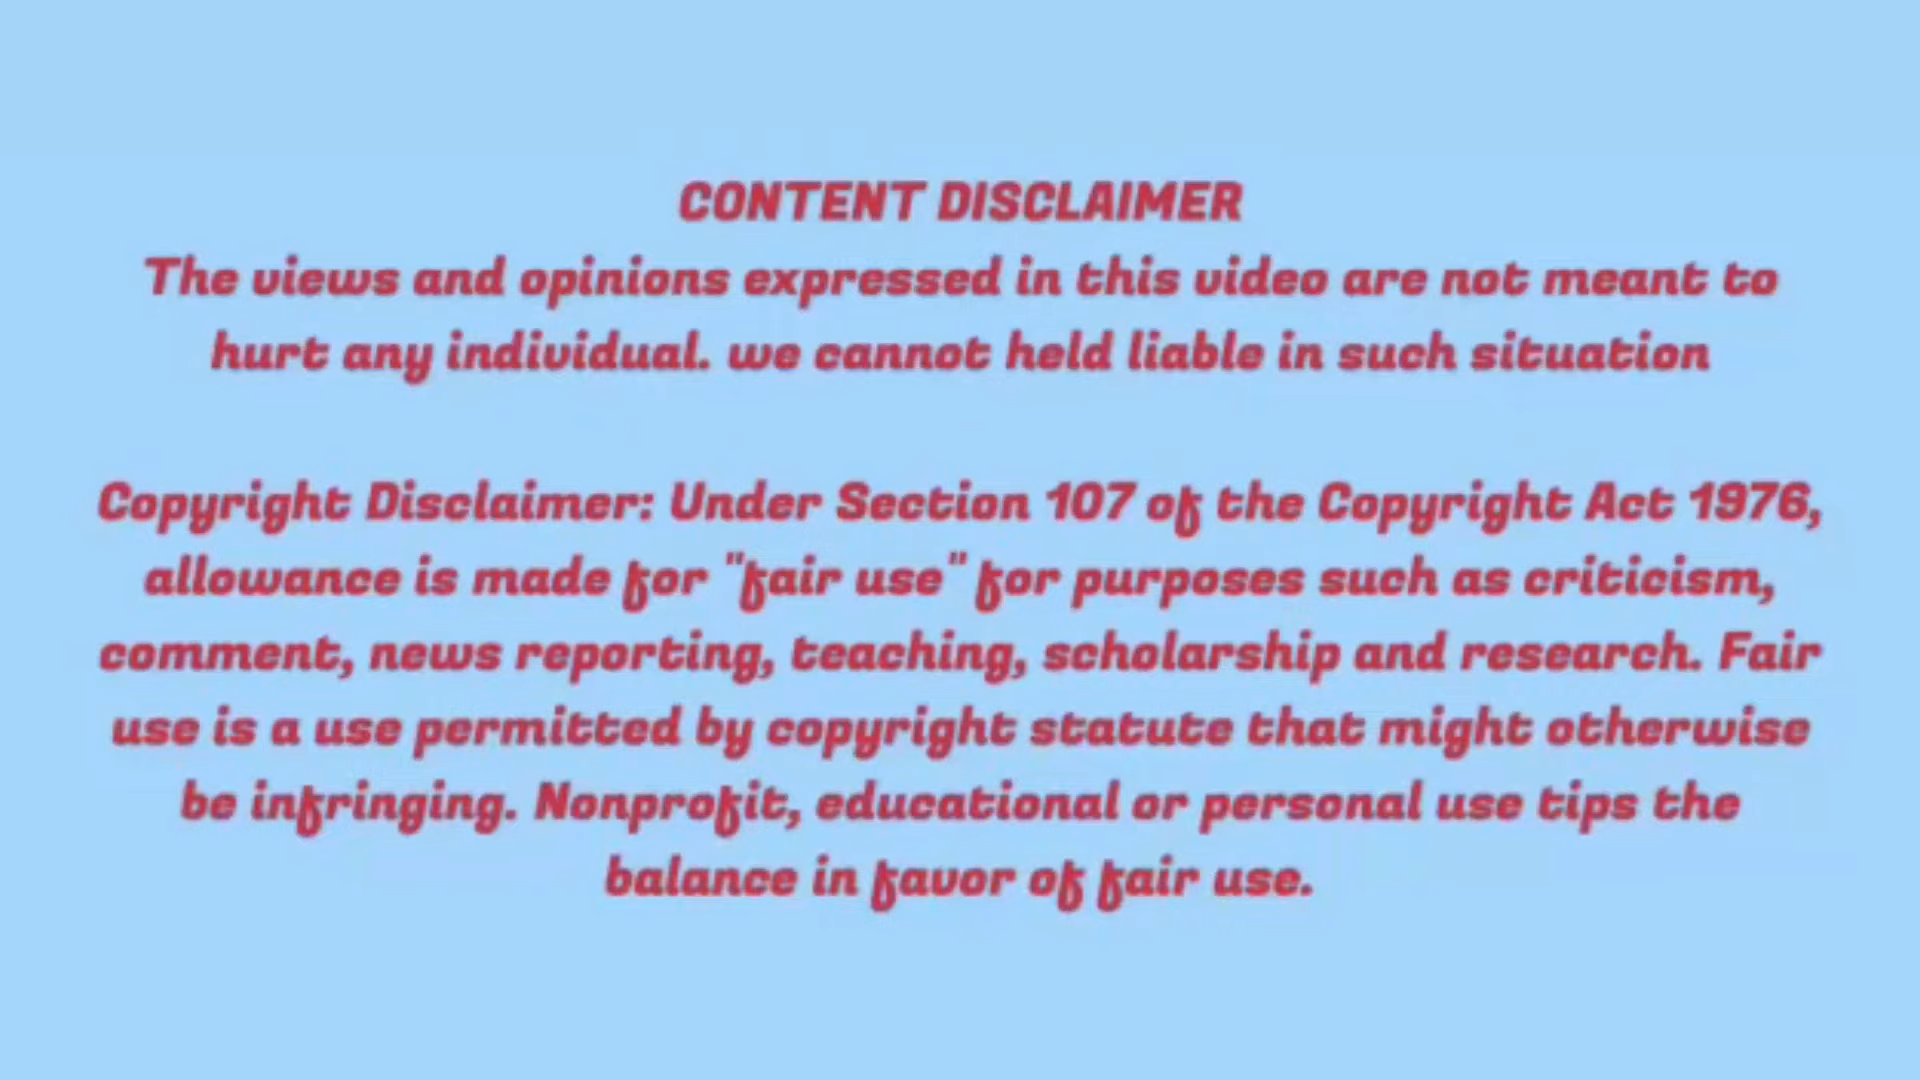 CONTENT DISCLAIMER
The views and opinions expressed in this video are not meant to
hurt any individual. we cannot held liable in such situation
Copyright Disclaimer: Under Section 107 of the Copyright Act 1976,
allowance is made for "fair use" for purposes such as criticism,
comment, news reporting, teaching, scholarship and research. Fair
use is a use permitted by copyright statute that might otherwise
be infringing. Nonprofit, educational or personal use tips the
balance in favor of fair use.